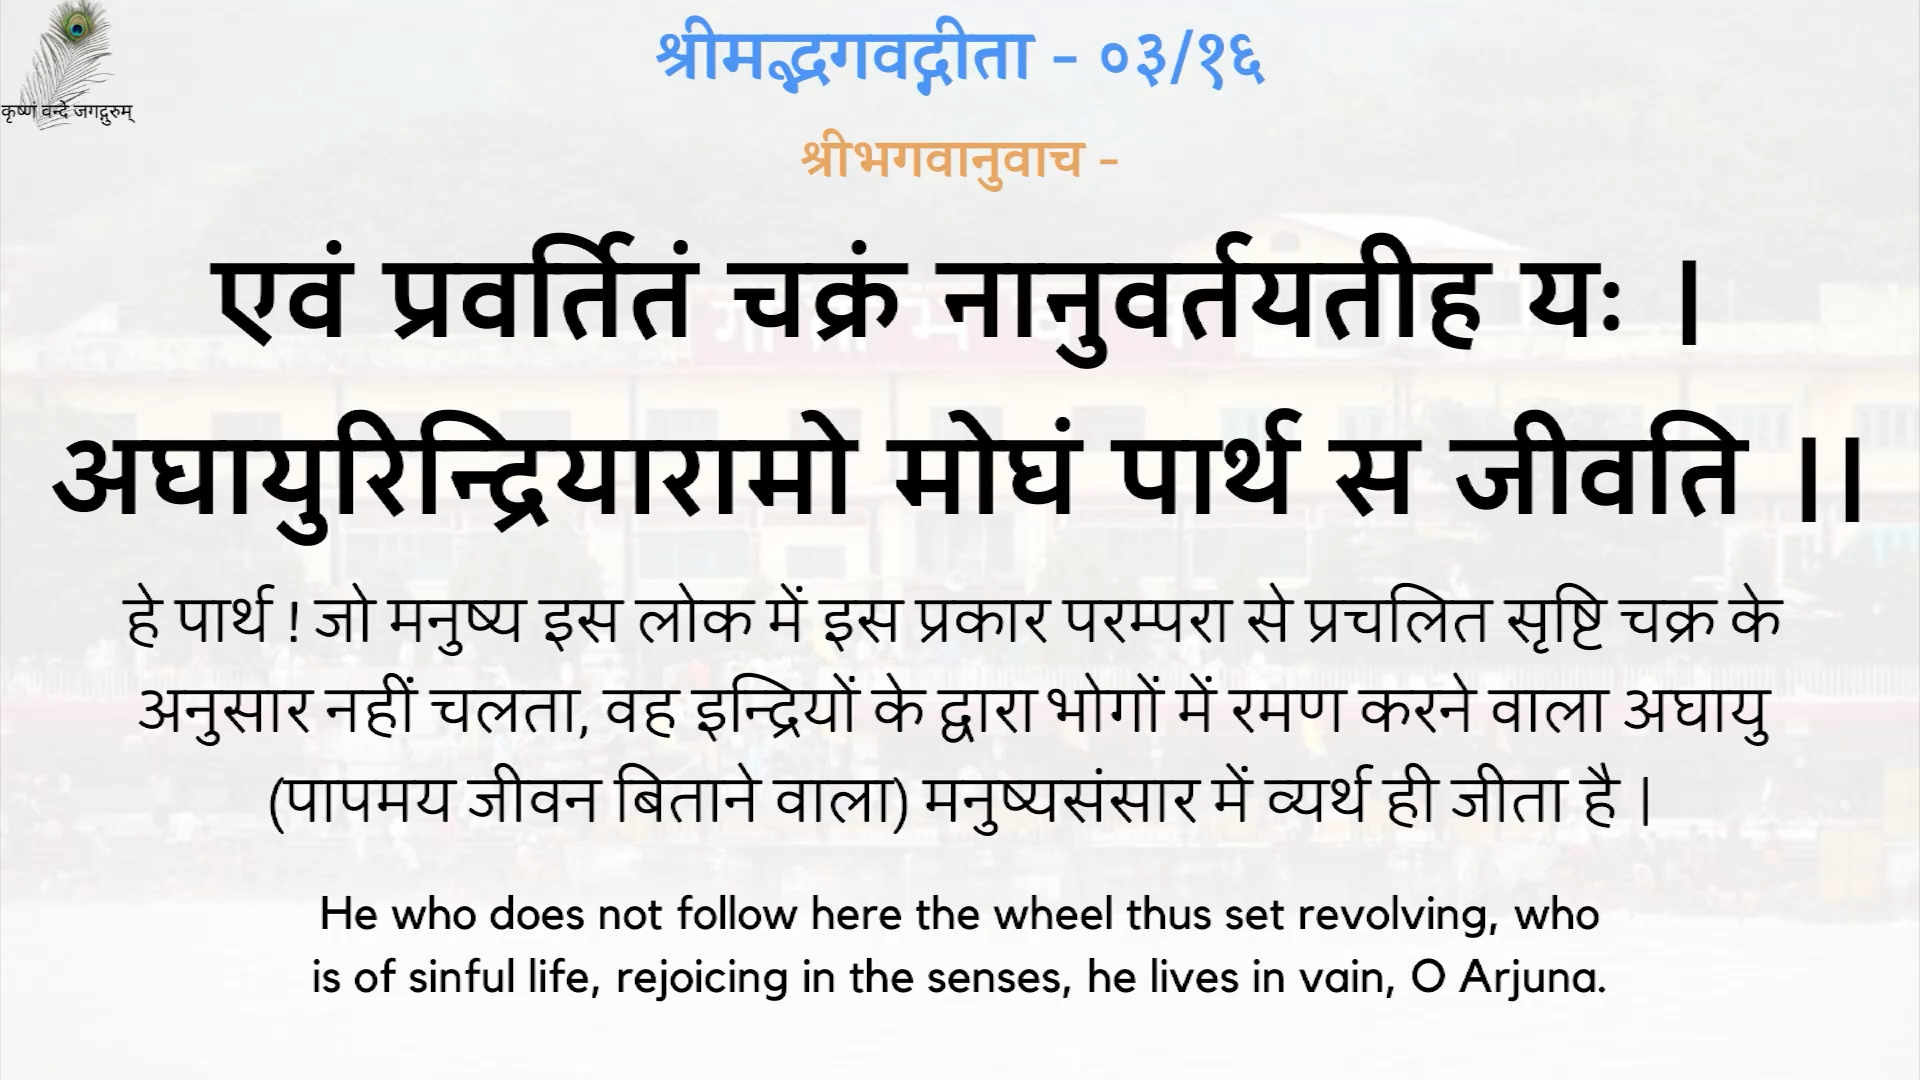 श्रीमद्भगवद्गीता - ०३/१६
कृष्णं वन्दे जगद्गुरुम्
श्रीभगवानुवाच -
एवं प्रवर्तितं चक्रं नानुवर्तयतीह यः ।
अघायुरिन्द्रियारामो मोघं पार्थ स जीवति ।।
हे पार्थ ! जो मनुष्य इस लोक में इस प्रकार परम्परा से प्रचलित सृष्टि चक्र के
अनुसार नहीं चलता, वह इन्द्रियों के द्वारा भोगों में रमण करने वाला अघायु
(पापमय जीवन बिताने वाला) मनुष्यसंसार में व्यर्थ ही जीता है |
He who does not follow here the wheel thus set revolving, who
is of sinful life, rejoicing in the senses, he lives in vain, O Arjuna.